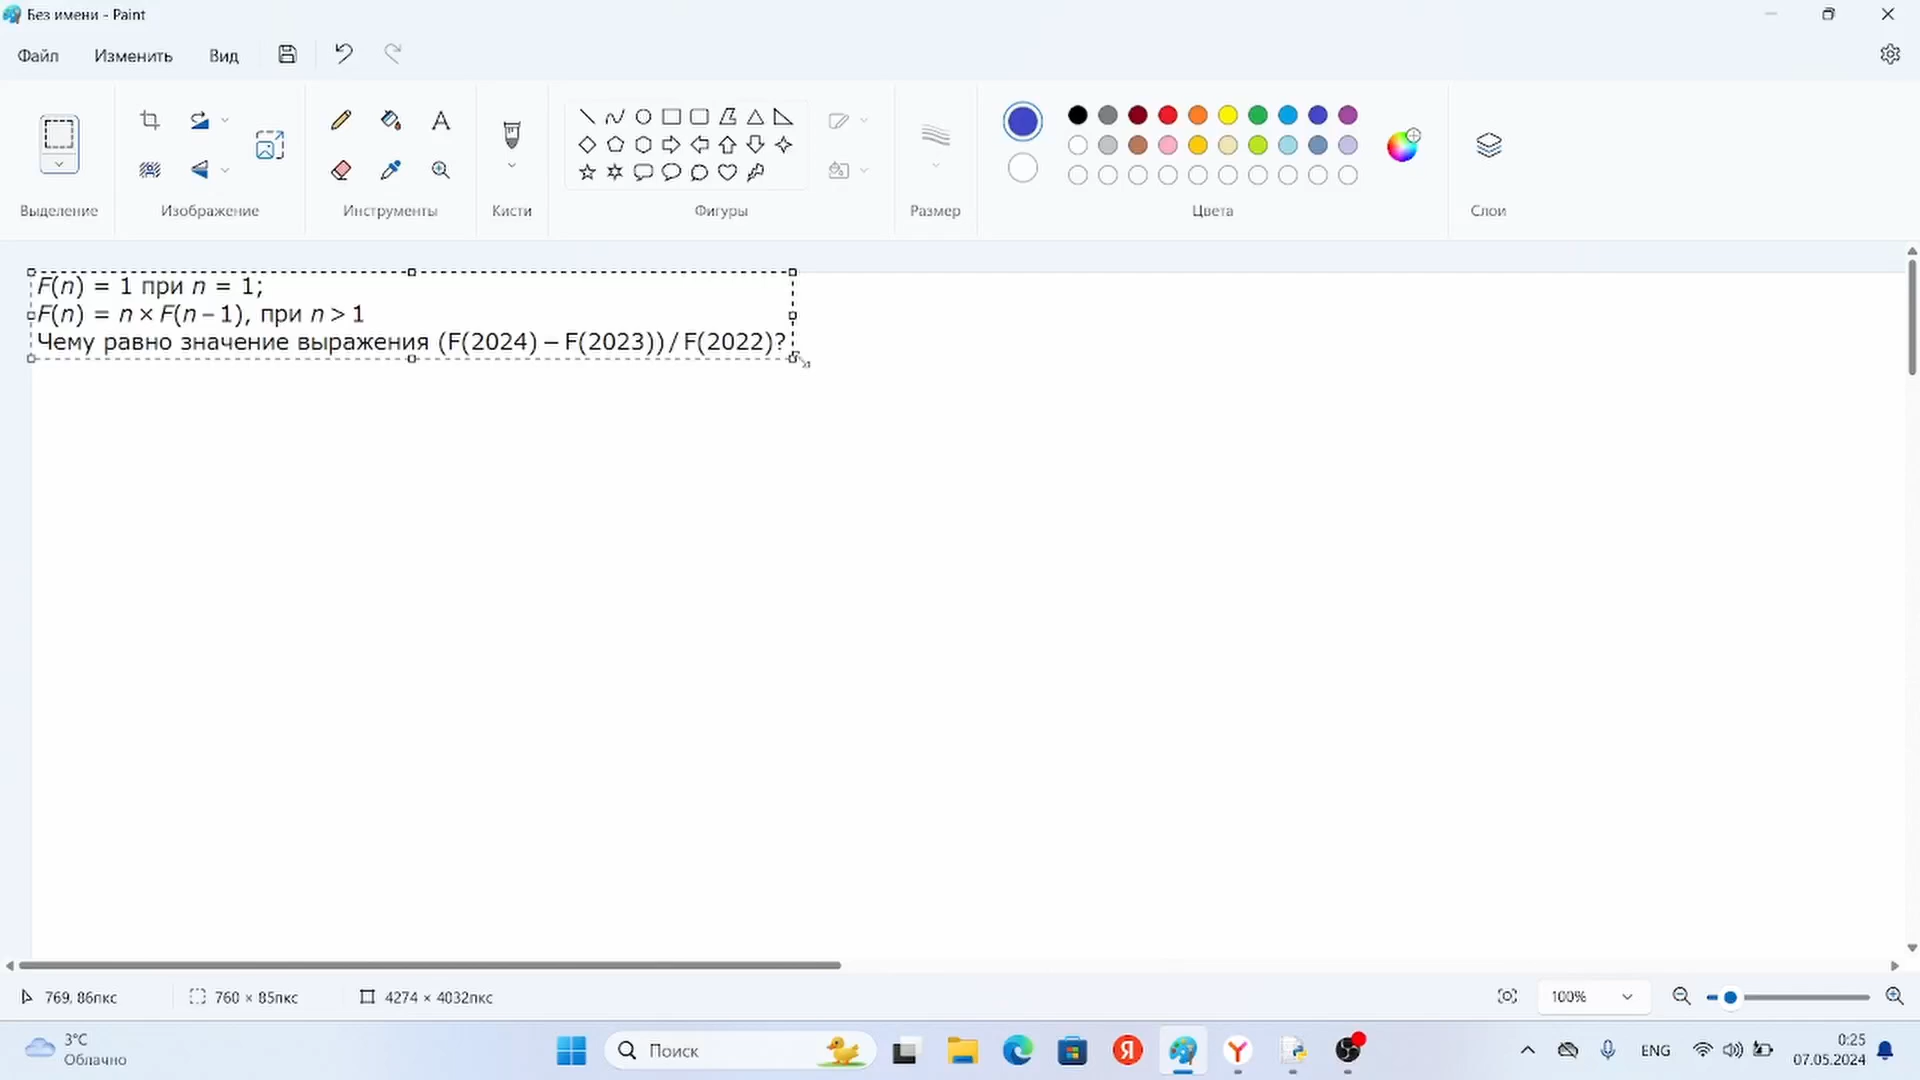 Без имени - Paint
Файл Изменить Вид
Выделение Изображение Инструменты Кисти Фигуры Размер Цвета Слои
F(n) = 1 при n = 1;
F(n) = n × F(n – 1), при n > 1
Чему равно значение выражения (F(2024) – F(2023)) / F(2022)?
769, 86пкс 760 × 85пкс 4274 × 4032пкс 100%
3°C
Облачно
Поиск
ENG
0:25
07.05.2024